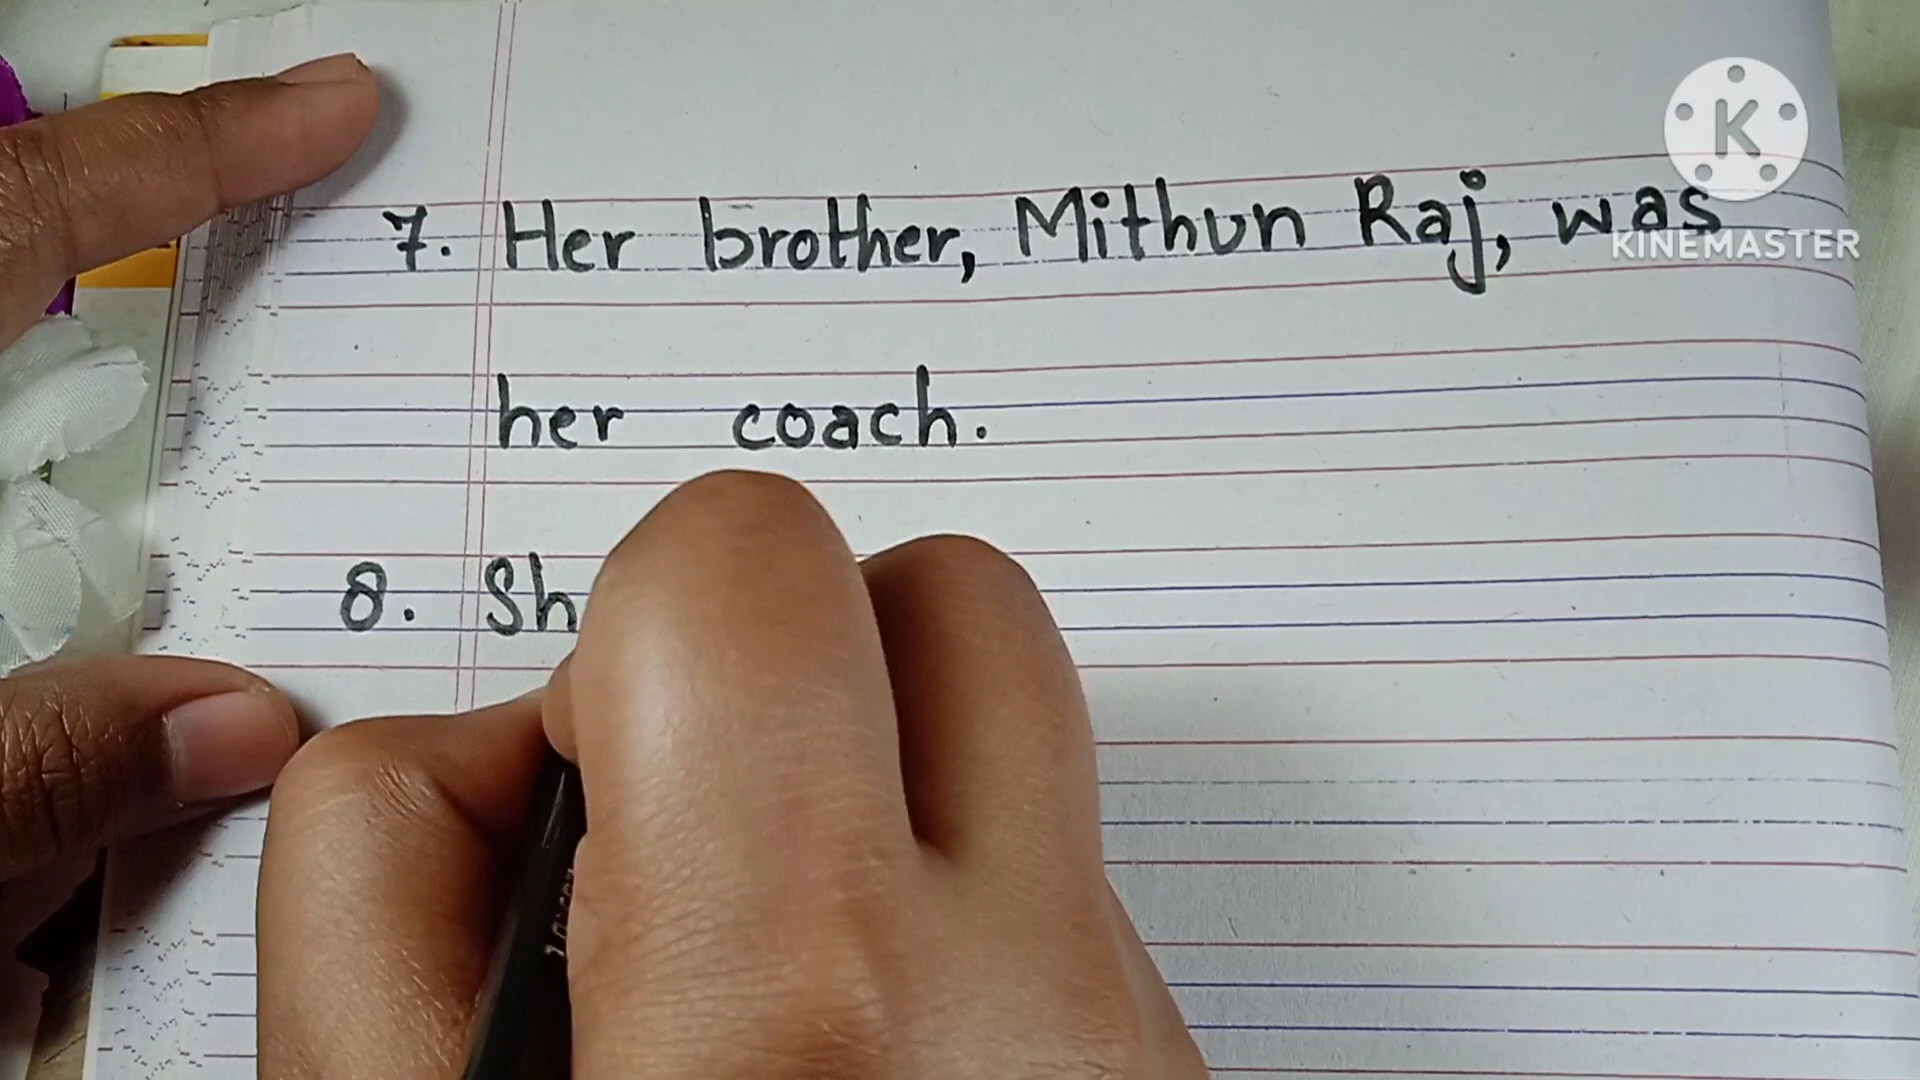 K
KINEMASTER
7. Her brother, Mithun Raj, was
her coach.
8. Sh